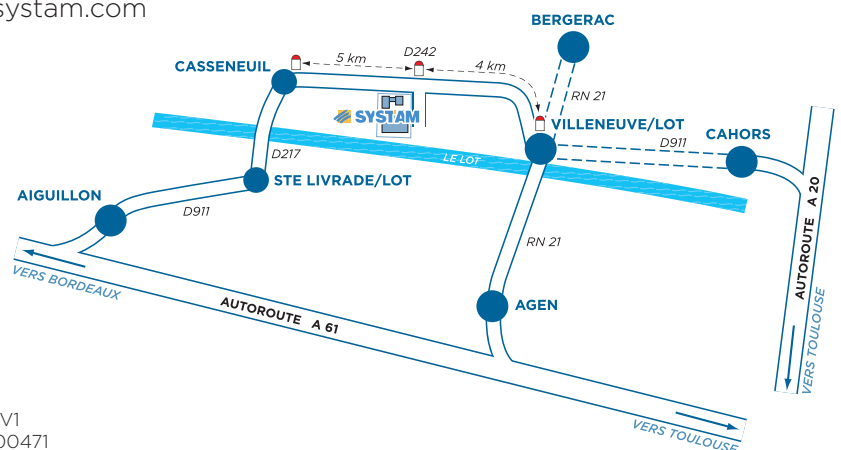 systam.com
BERGERAC
D242
5 km
4 km
CASSENEUIL
RN 21
SYSTAM
VILLENEUVE/LOT
CAHORS
D911
LE LOT
D217
STE LIVRADE/LOT
AIGUILLON
D911
AUTOROUTE A 20
RN 21
VERS BORDEAUX
AUTOROUTE A 61
AGEN
VERS TOULOUSE
VERS TOULOUSE
V1
00471